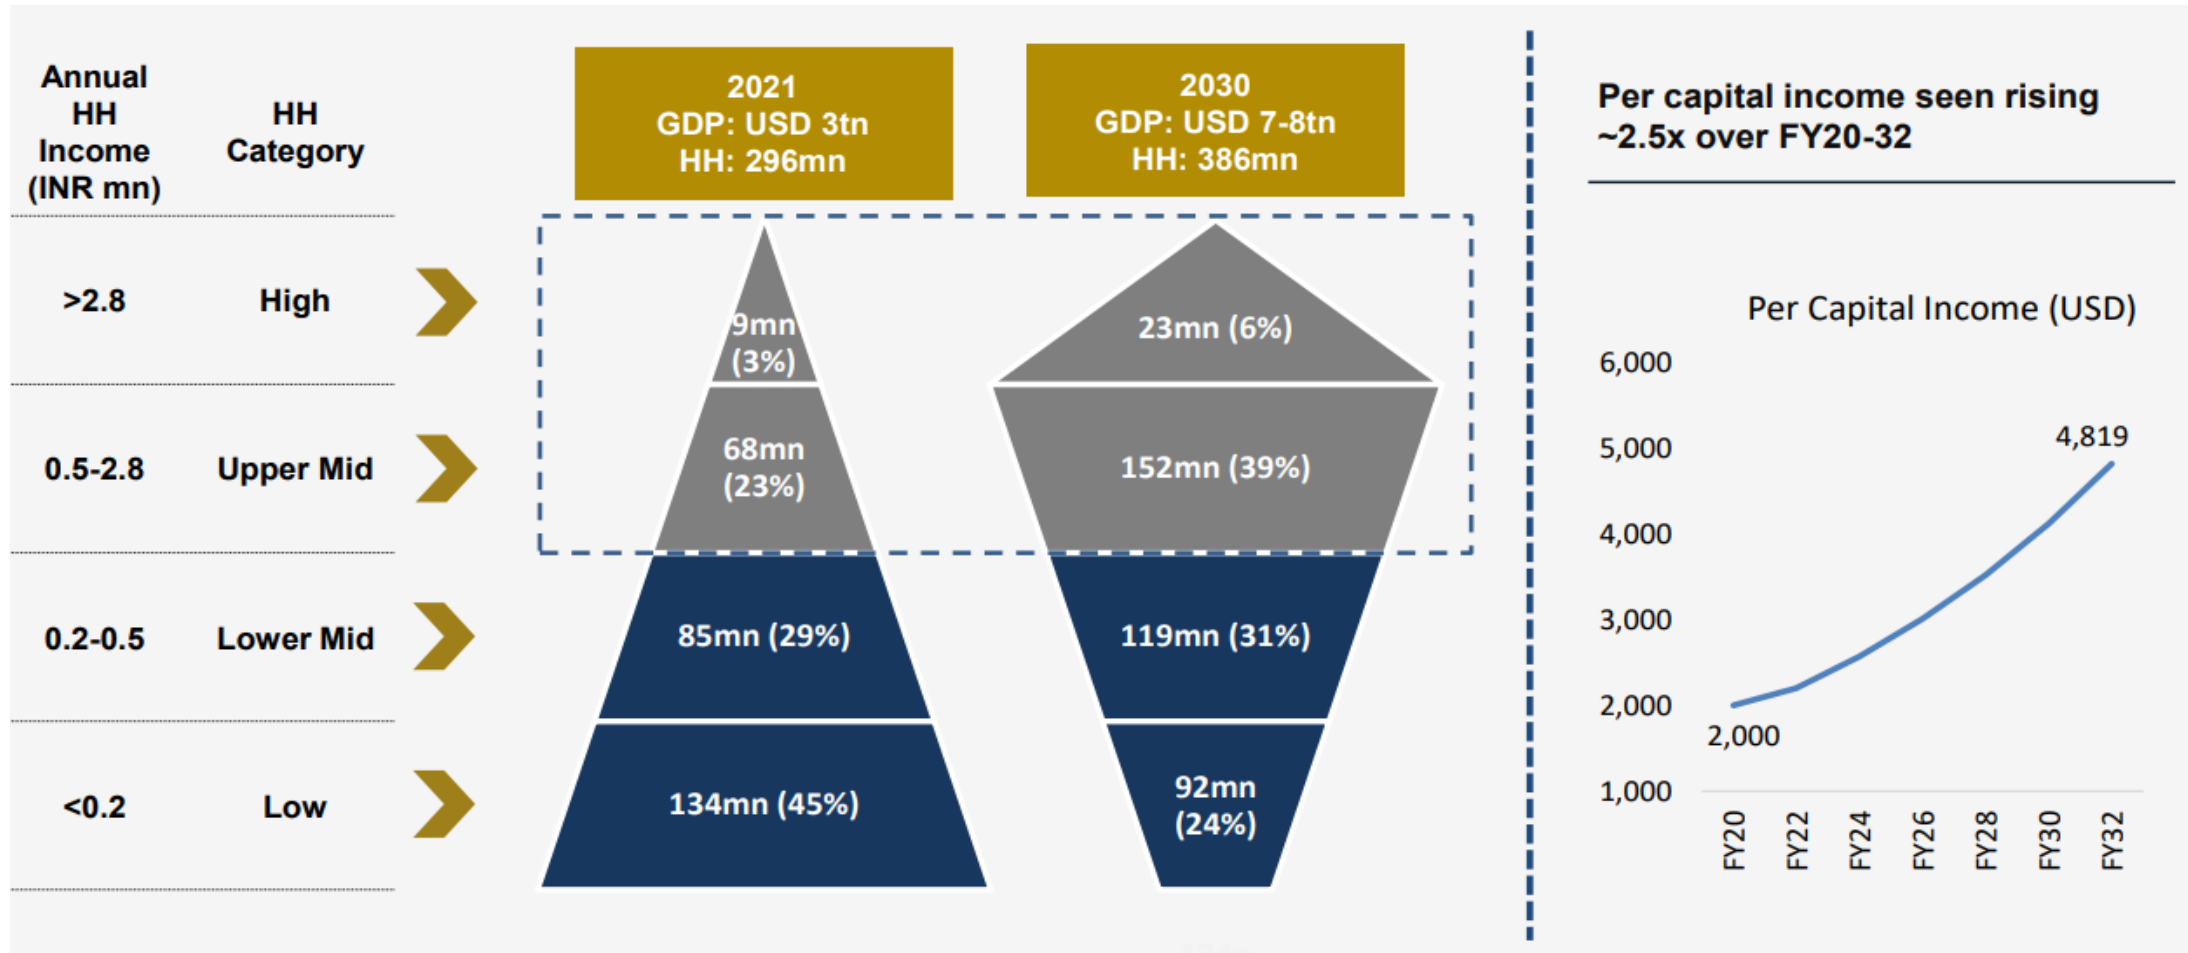 Annual
HH
Income
(INR mn)
HH
Category
2021
GDP: USD 3tn
HH: 296mn
2030
GDP: USD 7-8tn
HH: 386mn
>2.8
High
9mn
(3%)
23mn (6%)
0.5-2.8
Upper Mid
68mn
(23%)
152mn (39%)
0.2-0.5
Lower Mid
85mn (29%)
119mn (31%)
<0.2
Low
134mn (45%)
92mn
(24%)
Per capital income seen rising
~2.5x over FY20-32
Per Capital Income (USD)
6,000
5,000
4,000
3,000
2,000
1,000
4,819
2,000
FY20
FY22
FY24
FY26
FY28
FY30
FY32